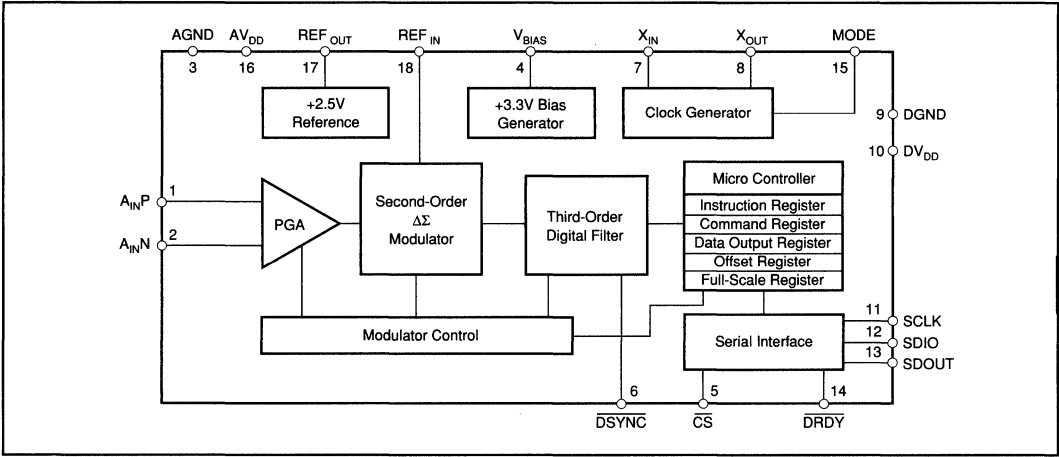 AGND AVDD REFOUT REFIN VBIAS XIN XOUT MODE
3 16 17 18 4 7 8 15
+2.5V
Reference
+3.3V Bias
Generator
Clock Generator
9 DGND
10 DVDD
AINP 1
AINN 2
PGA
Second-Order
ΔΣ
Modulator
Third-Order
Digital Filter
Micro Controller
Instruction Register
Command Register
Data Output Register
Offset Register
Full-Scale Register
Modulator Control
Serial Interface
11 SCLK
12 SDIO
13 SDOUT
6 5 14
DSYNC CS DRDY